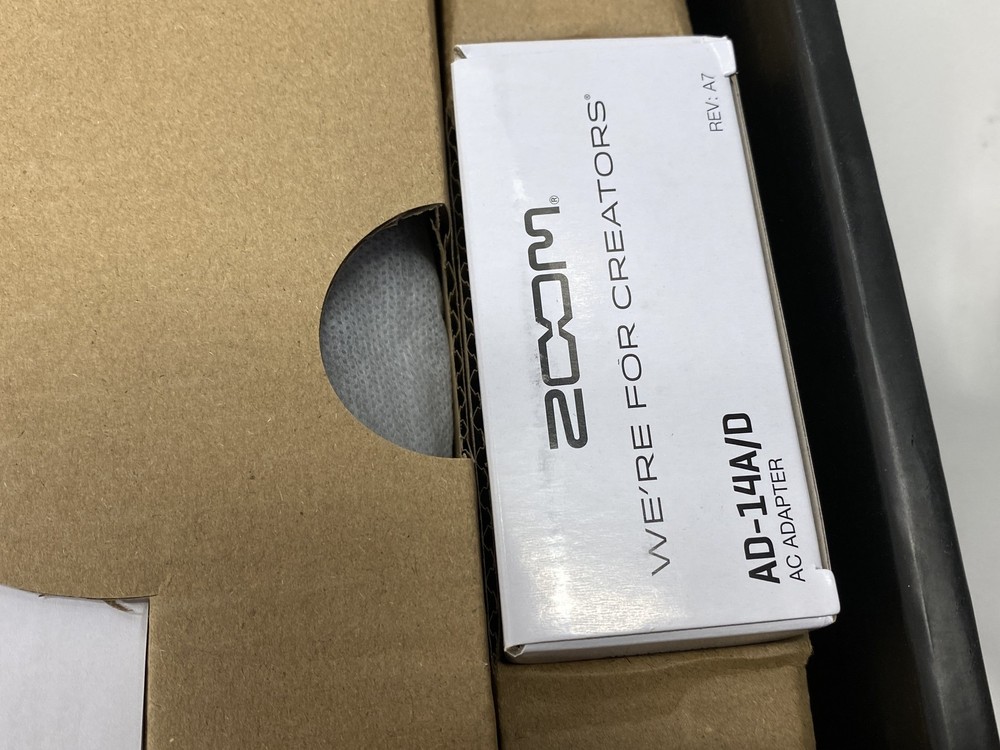 ZOOM®
WE'RE FOR CREATORS®
REV: A7
AD-14A/D
AC ADAPTER